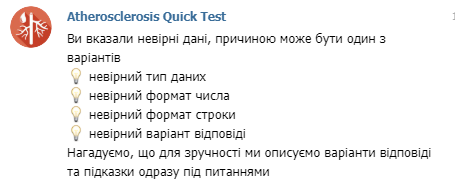 Atherosclerosis Quick Test
Ви вказали невірні дані, причиною може бути один з
варіантів
💡 невірний тип даних
💡 невірний формат числа
💡 невірний формат строки
💡 невірний варіант відповіді
Нагадуємо, що для зручності ми описуємо варіанти відповіді
та підказки одразу під питаннями